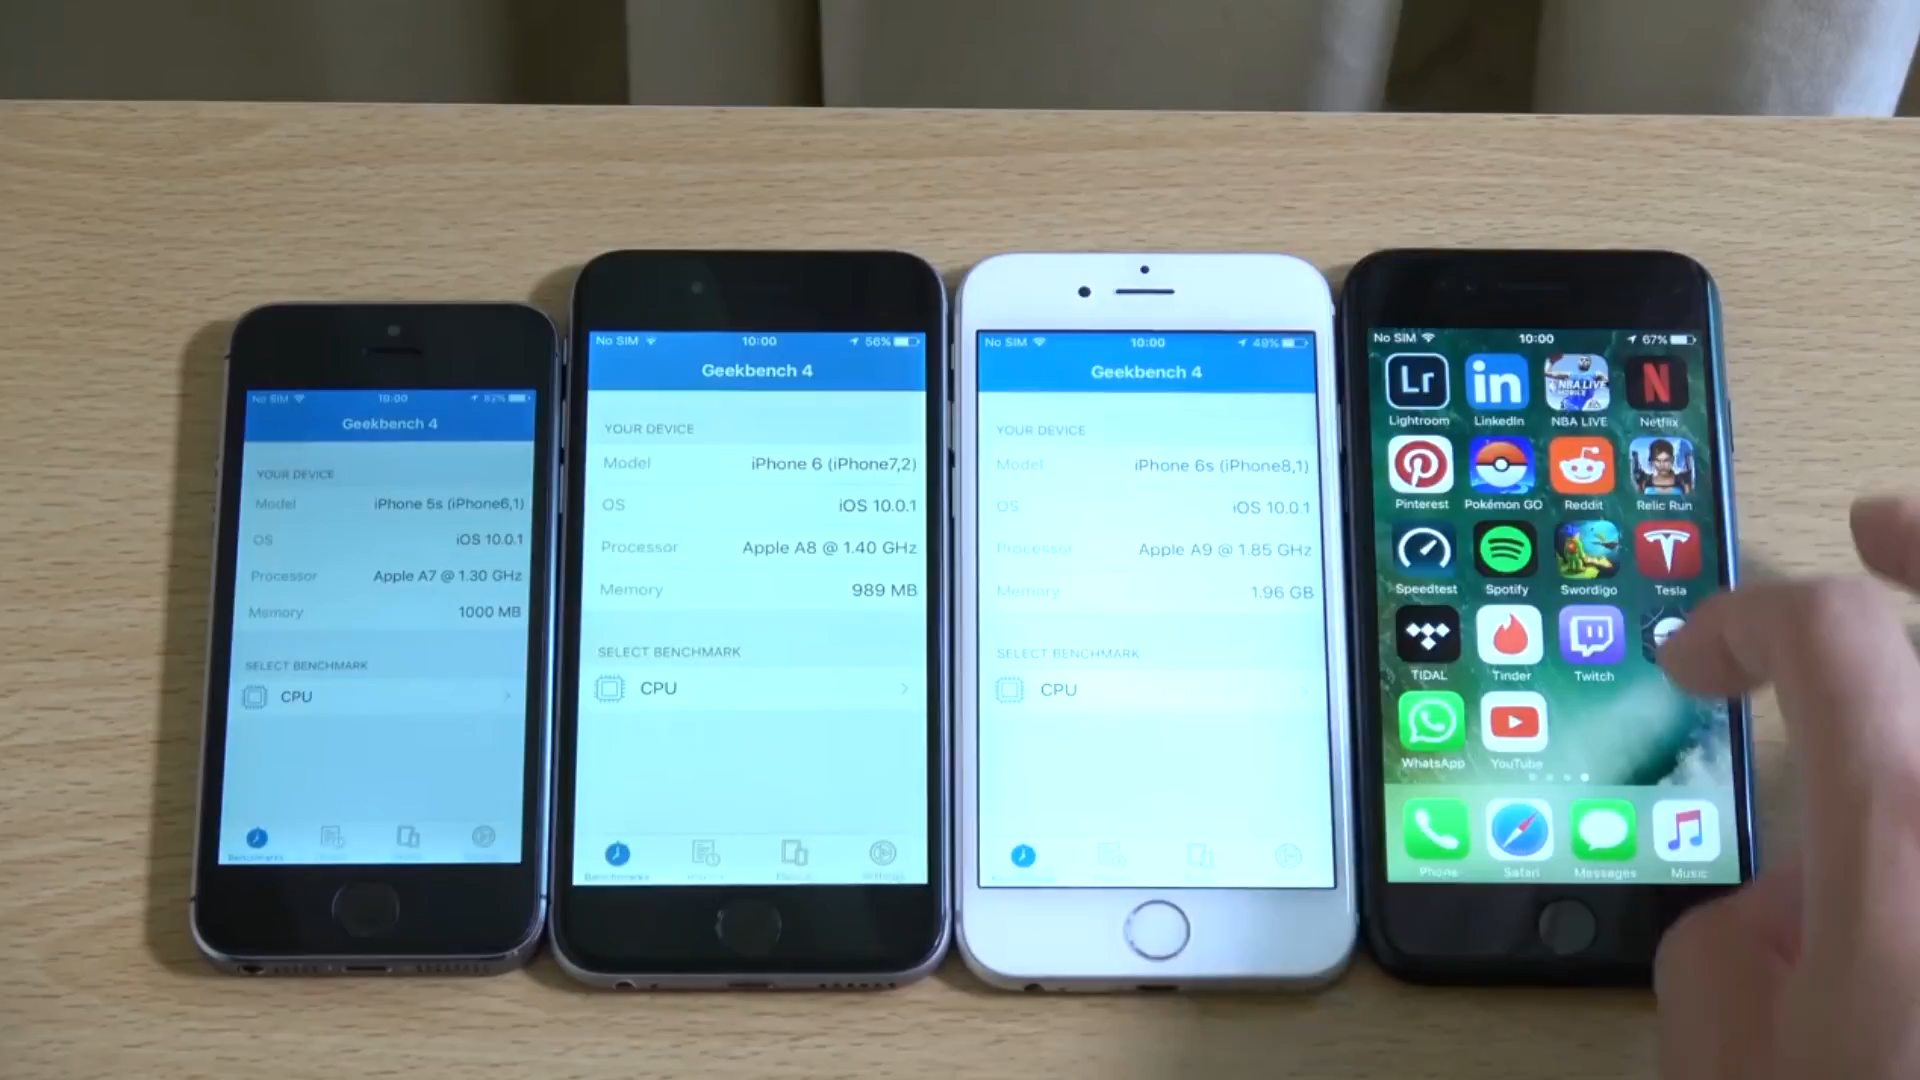 No SIM 10:00 82%
Geekbench 4
YOUR DEVICE
Model iPhone 5s (iPhone6,1)
OS iOS 10.0.1
Processor Apple A7 @ 1.30 GHz
Memory 1000 MB
SELECT BENCHMARK
CPU
Benchmarks
No SIM 10:00 56%
Geekbench 4
YOUR DEVICE
Model iPhone 6 (iPhone7,2)
OS iOS 10.0.1
Processor Apple A8 @ 1.40 GHz
Memory 989 MB
SELECT BENCHMARK
CPU
Benchmarks
No SIM 10:00 49%
Geekbench 4
YOUR DEVICE
Model iPhone 6s (iPhone8,1)
OS iOS 10.0.1
Processor Apple A9 @ 1.85 GHz
Memory 1.96 GB
SELECT BENCHMARK
CPU
No SIM 10:00 67%
Lr in NBA LIVE MOBILE N
Lightroom LinkedIn NBA LIVE Netflix
Pinterest Pokémon GO Reddit Relic Run
Speedtest Spotify Swordigo Tesla
TIDAL Tinder Twitch
WhatsApp YouTube
Phone Safari Messages Music